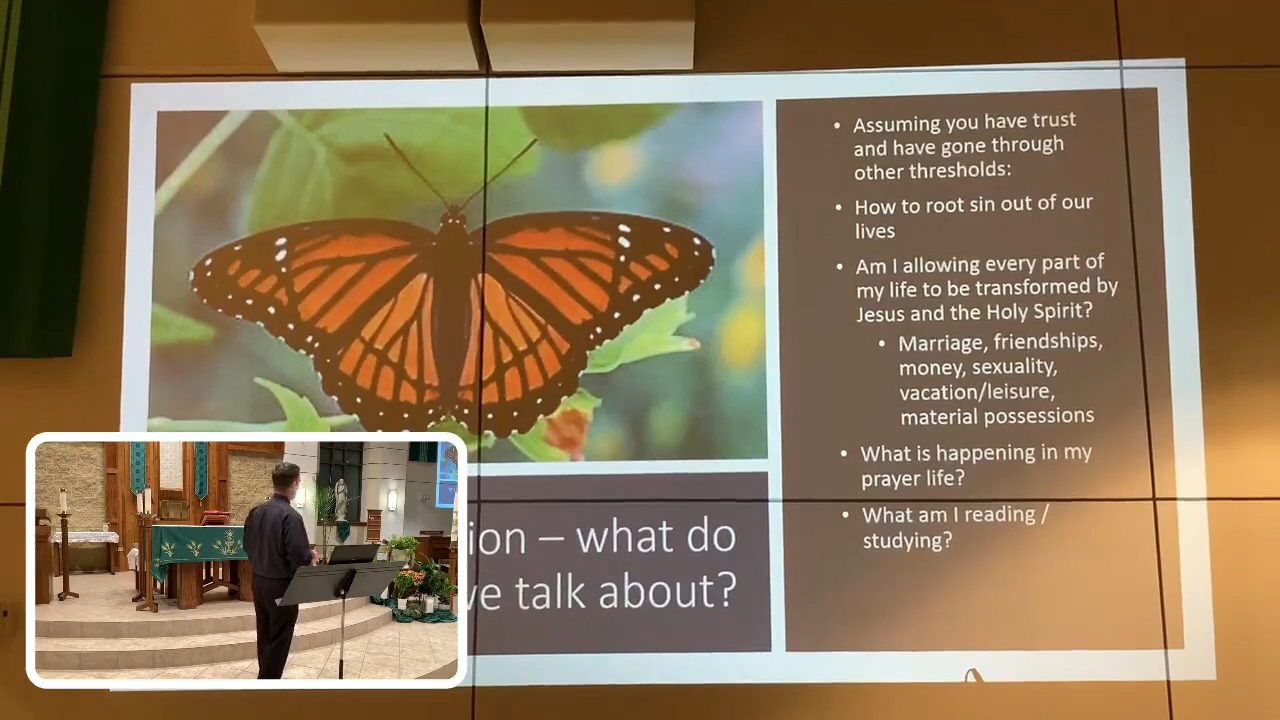 • Assuming you have trust
and have gone through
other thresholds:
• How to root sin out of our
lives
• Am I allowing every part of
my life to be transformed by
Jesus and the Holy Spirit?
• Marriage, friendships,
money, sexuality,
vacation/leisure,
material possessions
• What is happening in my
prayer life?
• What am I reading /
studying?
– what do
talk about?